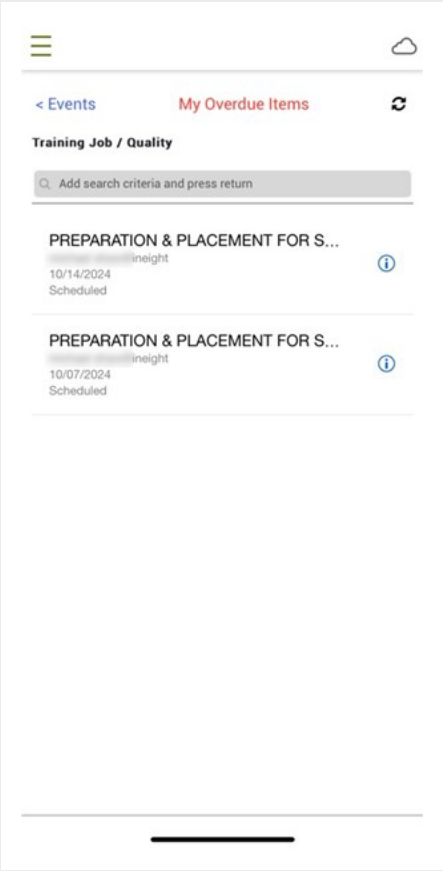 < Events My Overdue Items
Training Job / Quality
Add search criteria and press return
PREPARATION & PLACEMENT FOR S...
ineight
10/14/2024
Scheduled
PREPARATION & PLACEMENT FOR S...
ineight
10/07/2024
Scheduled